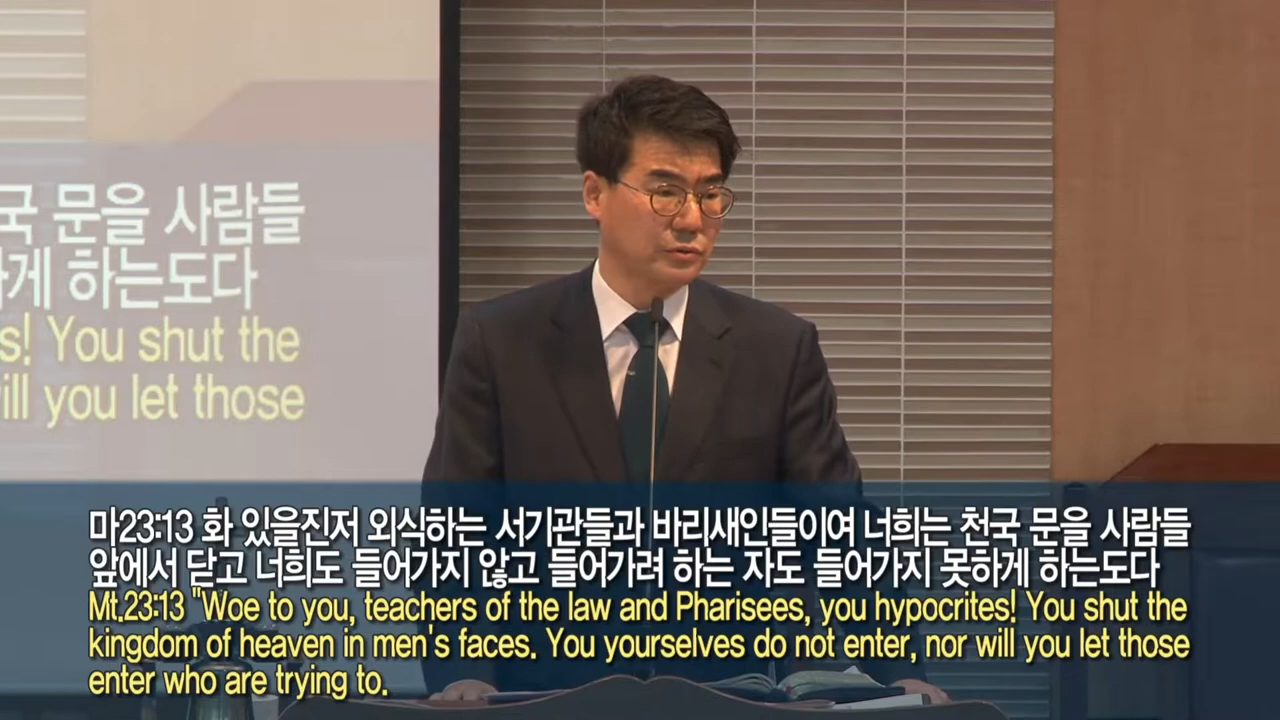 국 문을 사람들
게 하는도다
s! You shut the
will you let those
마23:13 화 있을진저 외식하는 서기관들과 바리새인들이여 너희는 천국 문을 사람들
앞에서 닫고 너희도 들어가지 않고 들어가려 하는 자도 들어가지 못하게 하는도다
Mt.23:13 "Woe to you, teachers of the law and Pharisees, you hypocrites! You shut the
kingdom of heaven in men's faces. You yourselves do not enter, nor will you let those
enter who are trying to.